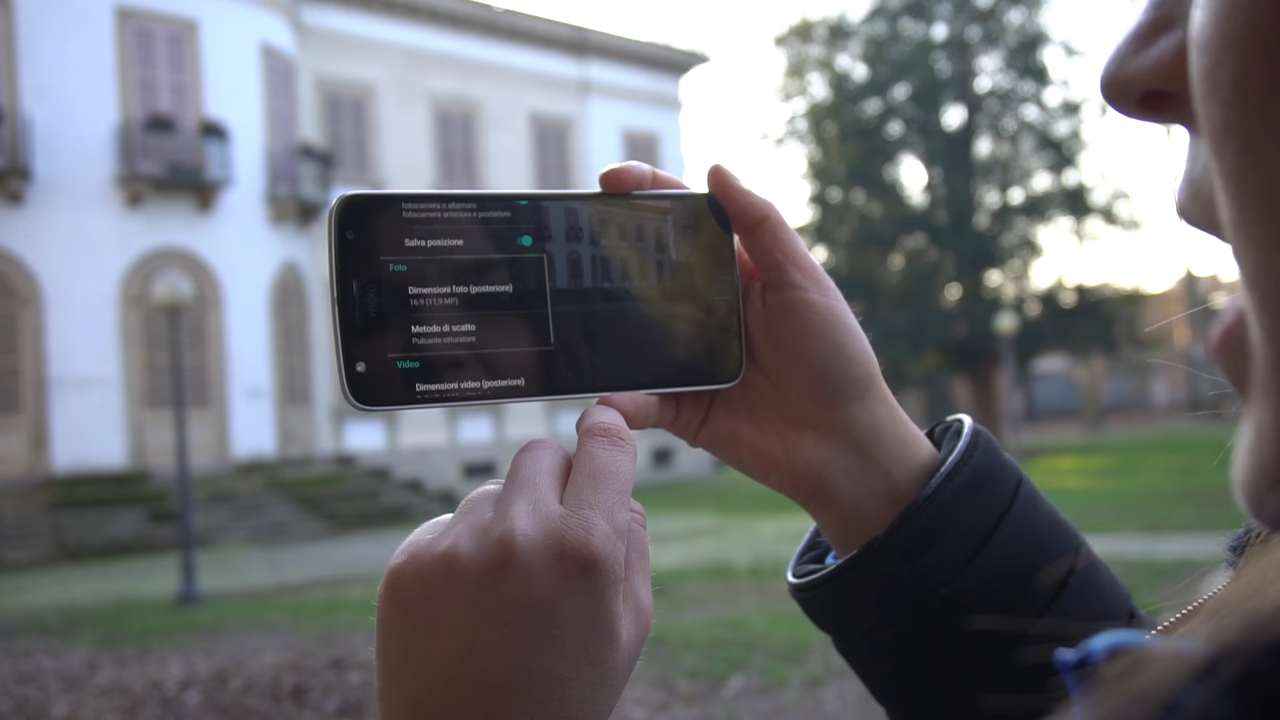 fotocamera o alternare
fotocamera anteriore e posteriore
Salva posizione
Foto
Dimensioni foto (posteriore)
16:9 (11,9 MP)
Metodo di scatto
Pulsante otturatore
Video
Dimensioni video (posteriore)
moto